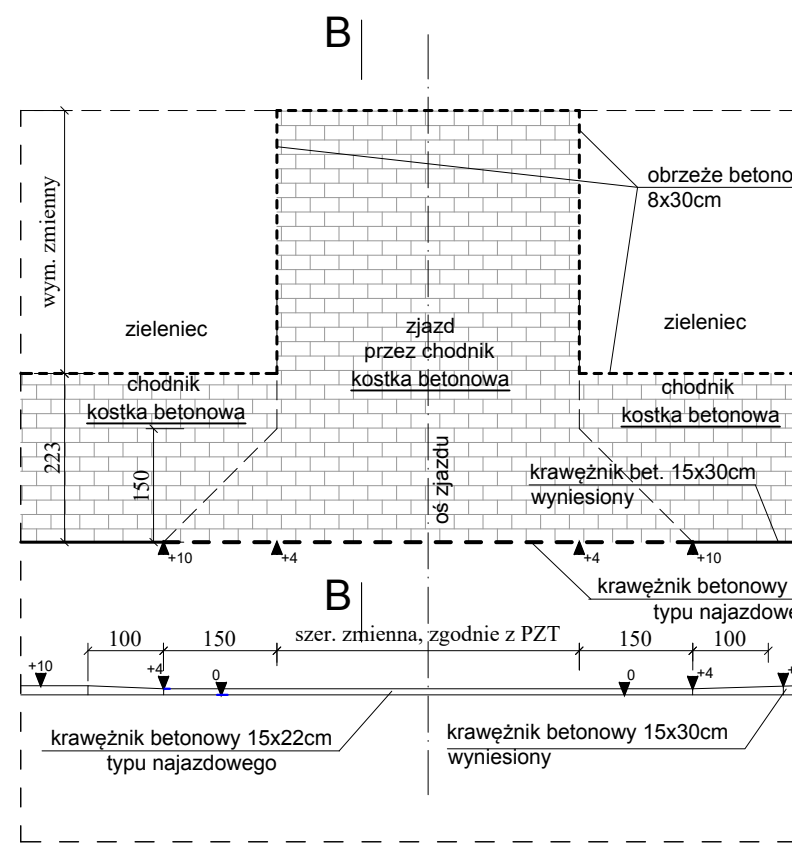 B
obrzeże betono
8x30cm
wym. zmienny
zieleniec
zieleniec
zjazd
przez chodnik
kostka betonowa
chodnik
kostka betonowa
chodnik
kostka betonowa
223
150
oś zjazdu
krawężnik bet. 15x30cm
wyniesiony
+10
+4
+4
+10
krawężnik betonowy
typu najazdowe
B
100
150
szer. zmienna, zgodnie z PZT
150
100
+10
+4
0
0
+4
+
krawężnik betonowy 15x22cm
typu najazdowego
krawężnik betonowy 15x30cm
wyniesiony